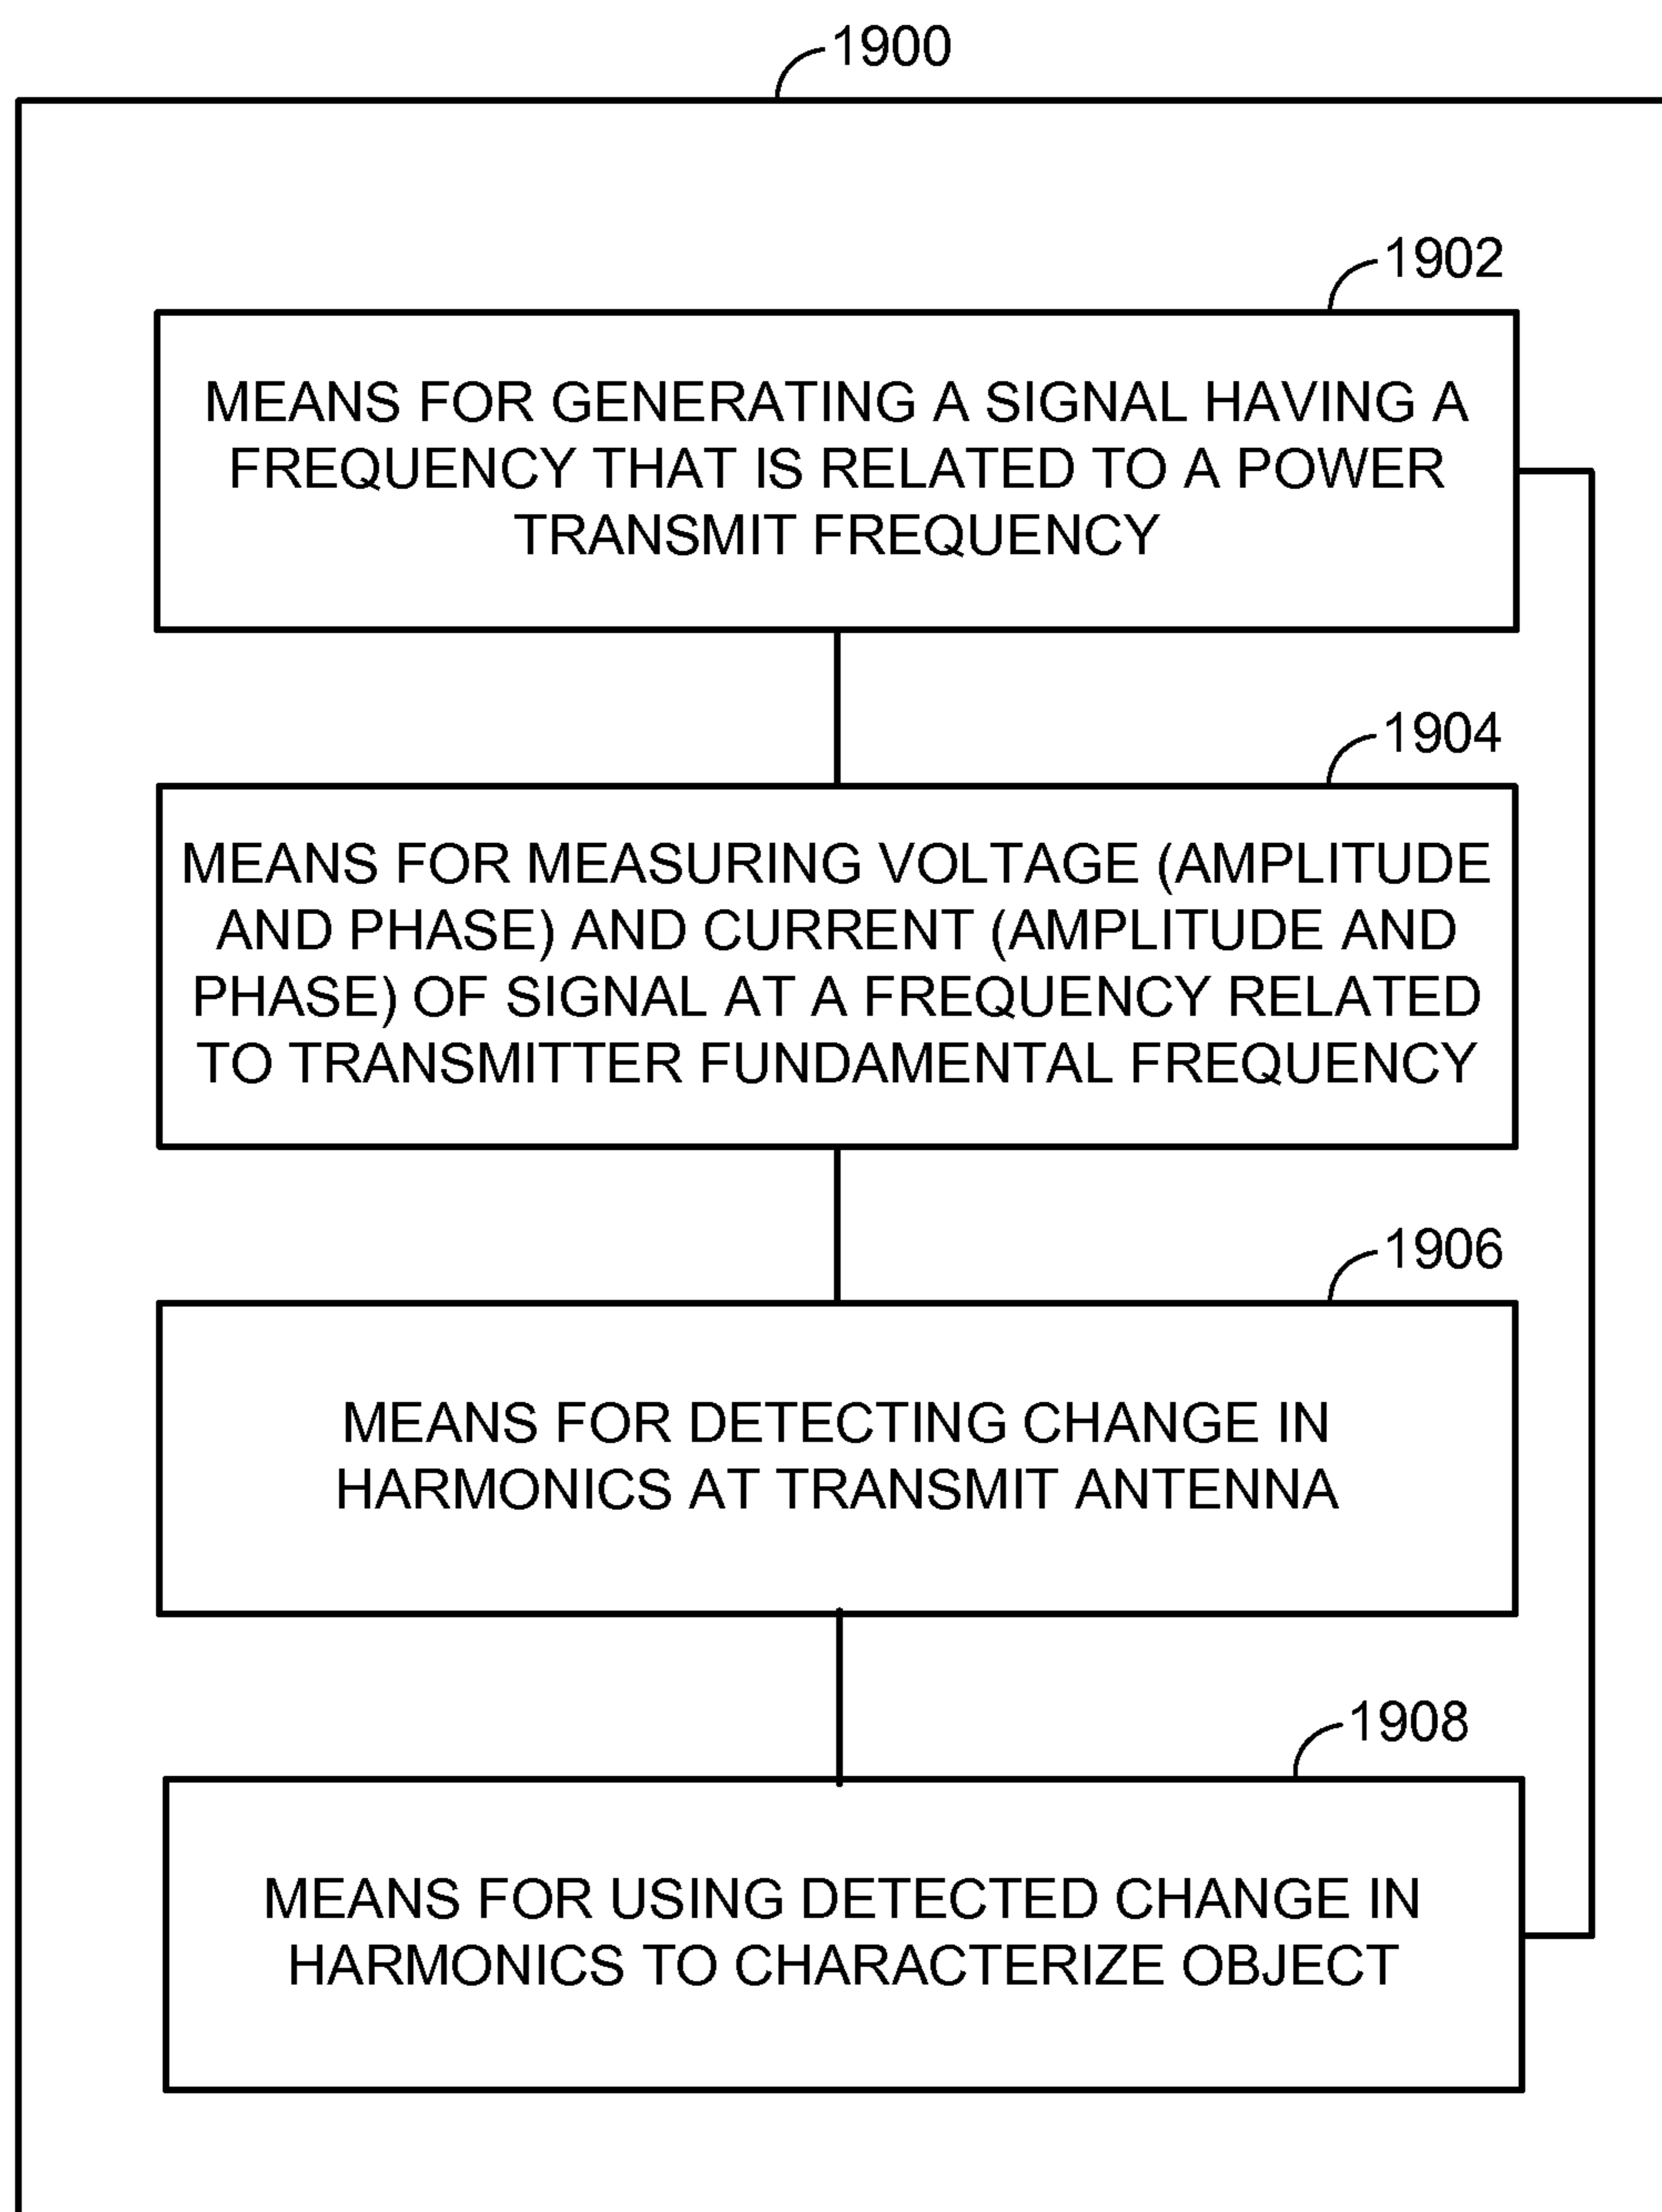 1900
1902
MEANS FOR GENERATING A SIGNAL HAVING A
FREQUENCY THAT IS RELATED TO A POWER
TRANSMIT FREQUENCY
1904
MEANS FOR MEASURING VOLTAGE (AMPLITUDE
AND PHASE) AND CURRENT (AMPLITUDE AND
PHASE) OF SIGNAL AT A FREQUENCY RELATED
TO TRANSMITTER FUNDAMENTAL FREQUENCY
1906
MEANS FOR DETECTING CHANGE IN
HARMONICS AT TRANSMIT ANTENNA
1908
MEANS FOR USING DETECTED CHANGE IN
HARMONICS TO CHARACTERIZE OBJECT